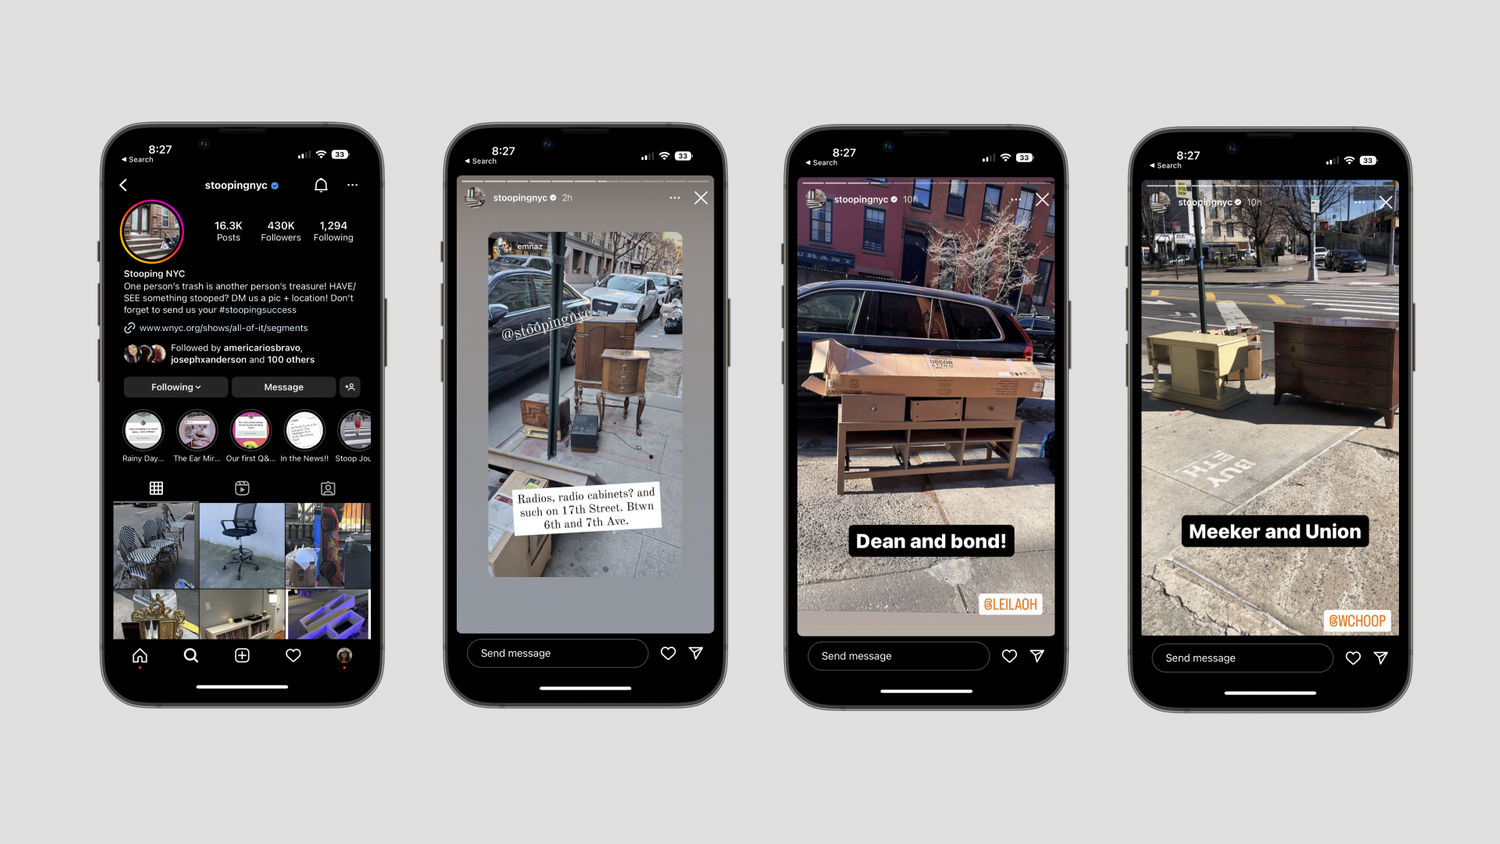 8:27
33
Search
stoopingnyc
16.3K
430K
1,294
Posts
Followers
Following
Stooping NYC
One person's trash is another person's treasure! HAVE/
SEE something stooped? DM us a pic + location! Don't
forget to send us your #stoopingsuccess
www.wnyc.org/shows/all-of-it/segments
Followed by americariosbravo,
josephxanderson and 100 others
Following
Message
Rainy Day...
The Ear Mir...
Our first Q&...
In the News!!
Stoop Jou
8:27
33
Search
stoopingnyc 2h
emnaz
@stoopingnyc
Radios, radio cabinets? and
such on 17th Street. Btwn
6th and 7th Ave.
Send message
8:27
33
Search
stoopingnyc 10h
Dean and bond!
@LEILAOH
Send message
8:27
33
Search
stoopingnyc 10h
BUY
ETH
Meeker and Union
@WCHOOP
Send message